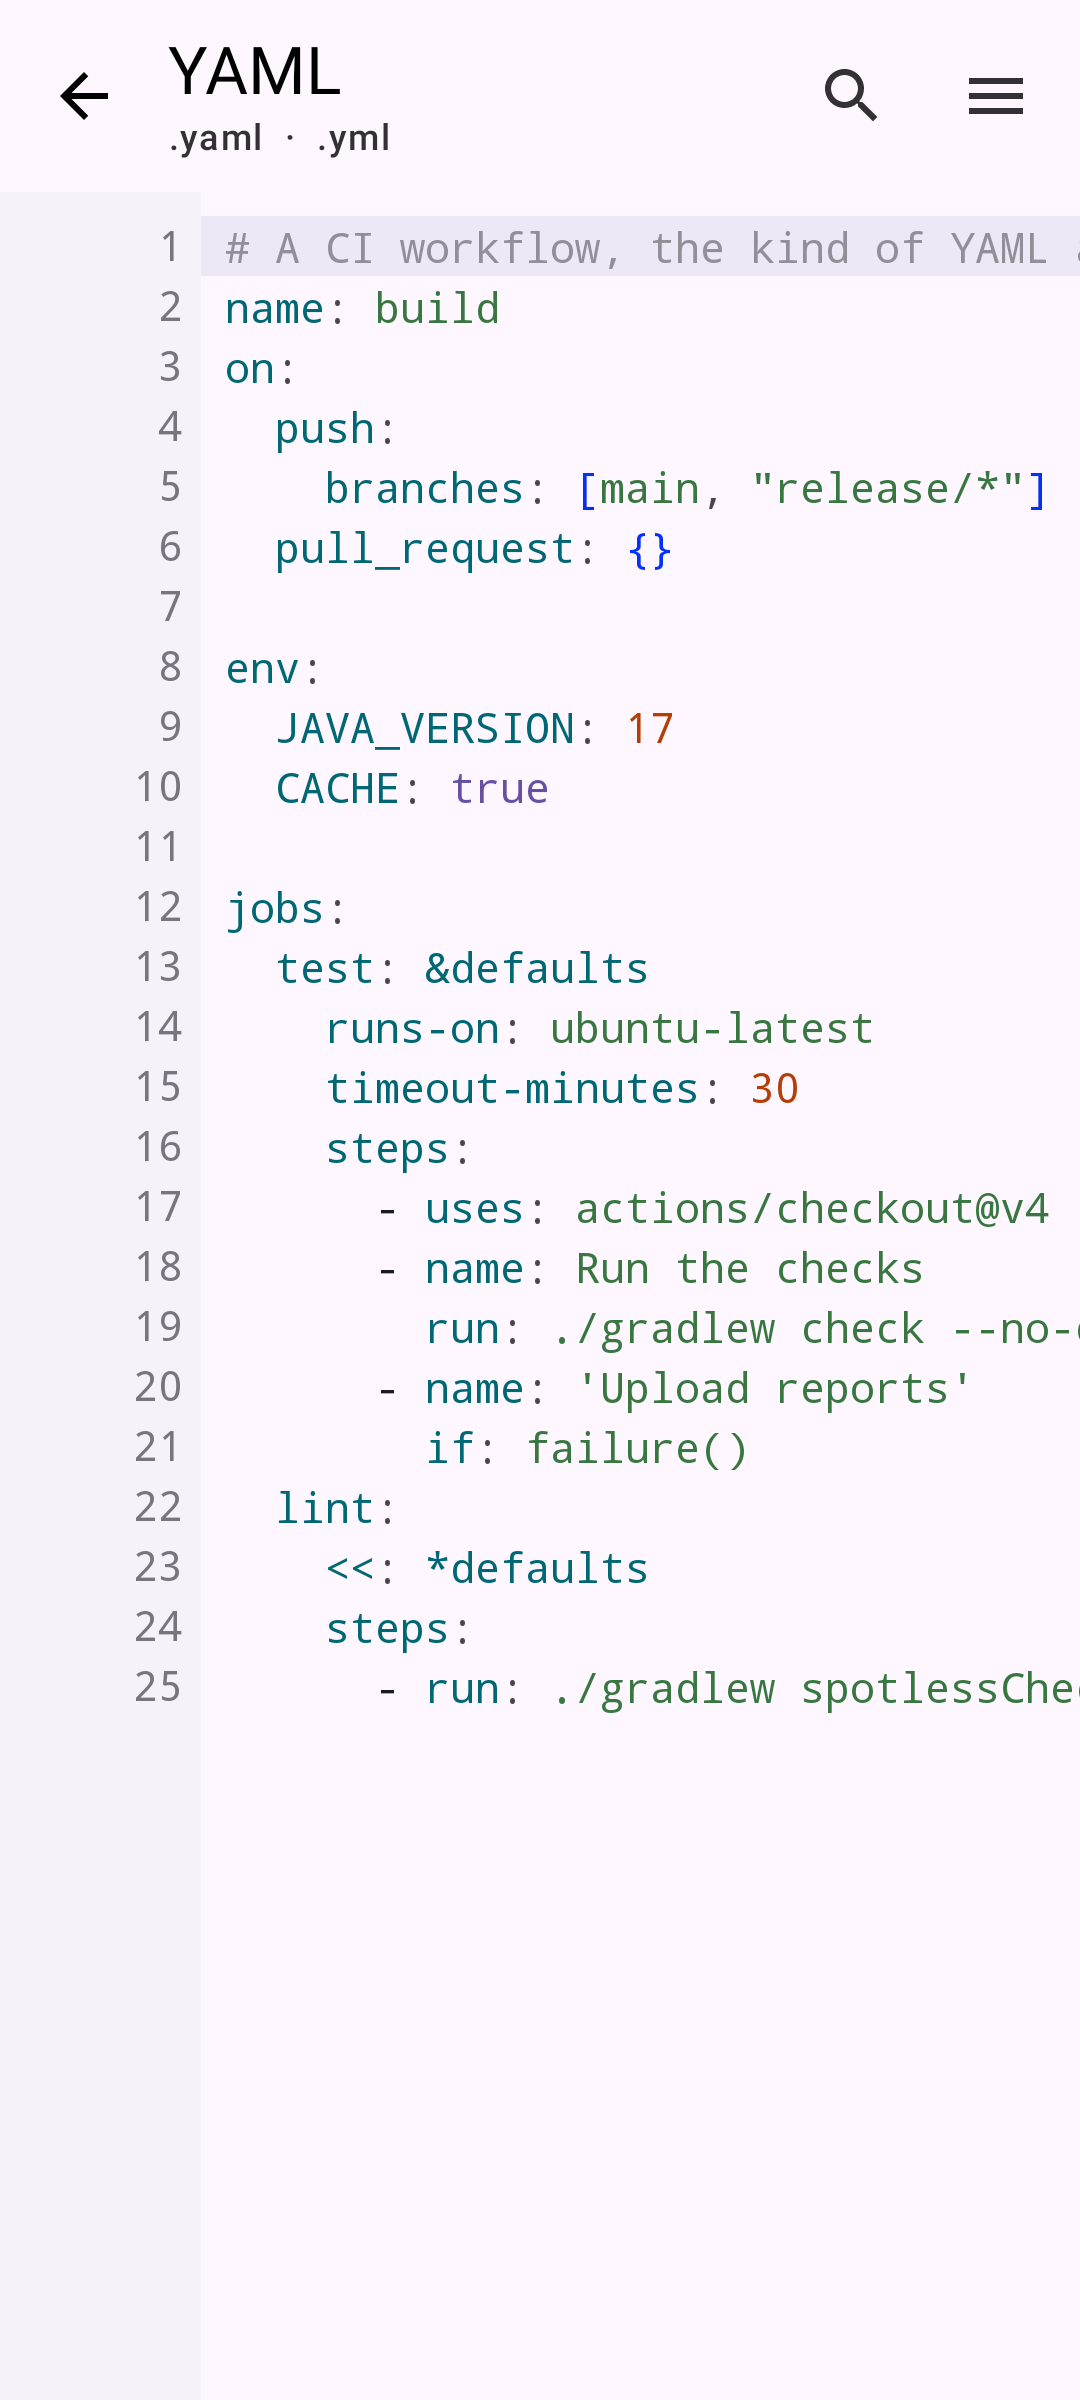 YAML
.yaml · .yml
1 # A CI workflow, the kind of YAML
2 name: build
3 on:
4   push:
5     branches: [main, "release/*"]
6   pull_request: {}
7
8 env:
9   JAVA_VERSION: 17
10   CACHE: true
11
12 jobs:
13   test: &defaults
14     runs-on: ubuntu-latest
15     timeout-minutes: 30
16     steps:
17       - uses: actions/checkout@v4
18       - name: Run the checks
19         run: ./gradlew check --no-
20       - name: 'Upload reports'
21         if: failure()
22   lint:
23     <<: *defaults
24     steps:
25       - run: ./gradlew spotlessChe